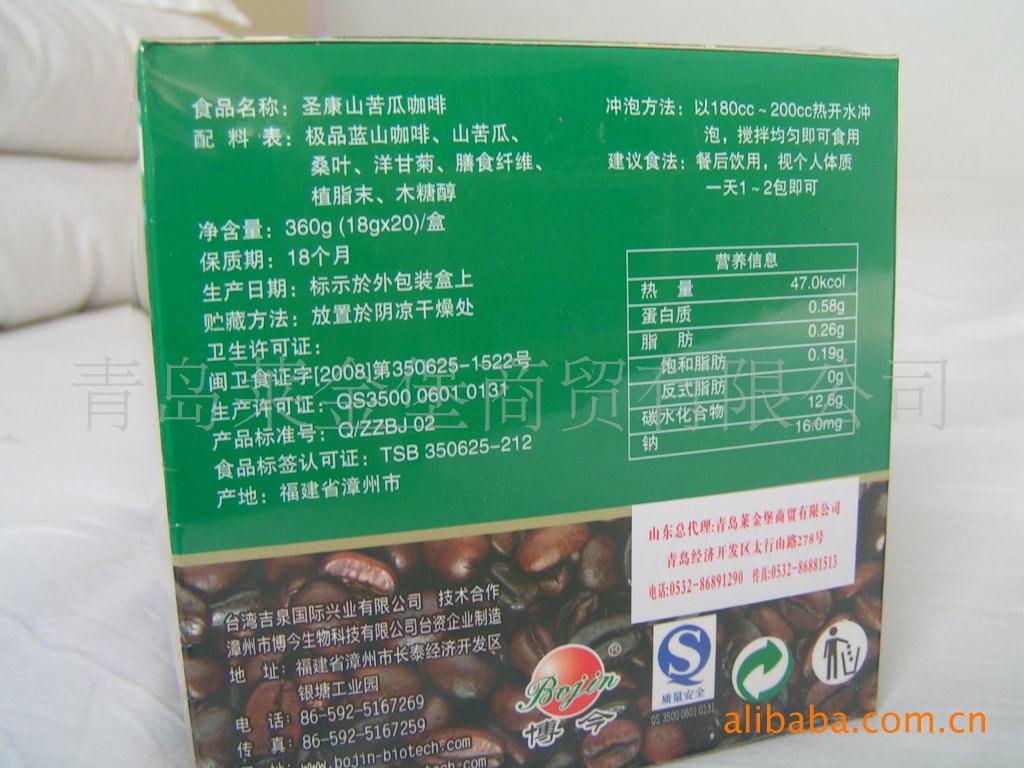 食品名称：圣康山苦瓜咖啡
配 料 表：极品蓝山咖啡、山苦瓜、
桑叶、洋甘菊、膳食纤维、
植脂末、木糖醇
净含量：360g (18gx20)/盒
保质期：18个月
生产日期：标示於外包装盒上
贮藏方法：放置於阴凉干燥处
卫生许可证：
闽卫食证字[2008]第350625-1522号
生产许可证：QS3500 0601 0131
产品标准号：Q/ZZBJ 02
食品标签认可证：TSB 350625-212
产地：福建省漳州市
冲泡方法：以180cc～200cc热开水冲
泡，搅拌均匀即可食用
建议食法：餐后饮用，视个人体质
一天1～2包即可
营养信息
热 量 47.0kcol
蛋白质 0.58g
脂 肪 0.26g
饱和脂肪 0.19g
反式脂肪 0g
碳水化合物 12.6g
钠 16.0mg
青岛莱金堡商贸有限公司
山东总代理:青岛莱金堡商贸有限公司
青岛经济开发区太行山路278号
电话:0532-86891290 传真:0532-86881513
台湾吉泉国际兴业有限公司 技术合作
漳州市博今生物科技有限公司台资企业制造
地 址：福建省漳州市长泰经济开发区
银塘工业园
电 话：86-592-5167269
传 真：86-592-5167259
http://www.bojin-biotech.com
Bojin®
博今
QS
质量安全
QS 3500 0601 0131
alibaba.com.cn